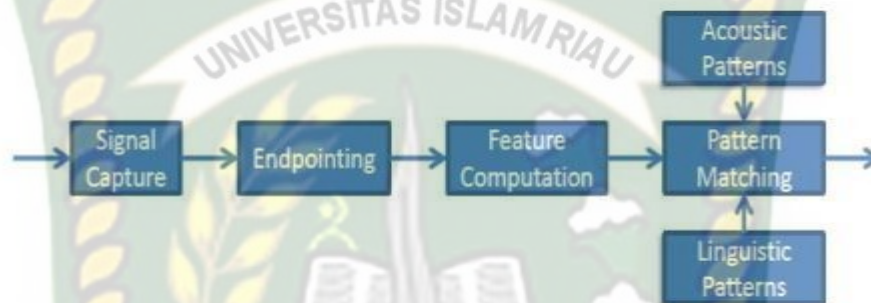 UNIVERSITAS ISLAM RIAU
Acoustic
Patterns
Signal
Capture
Endpointing
Feature
Computation
Pattern
Matching
Linguistic
Patterns